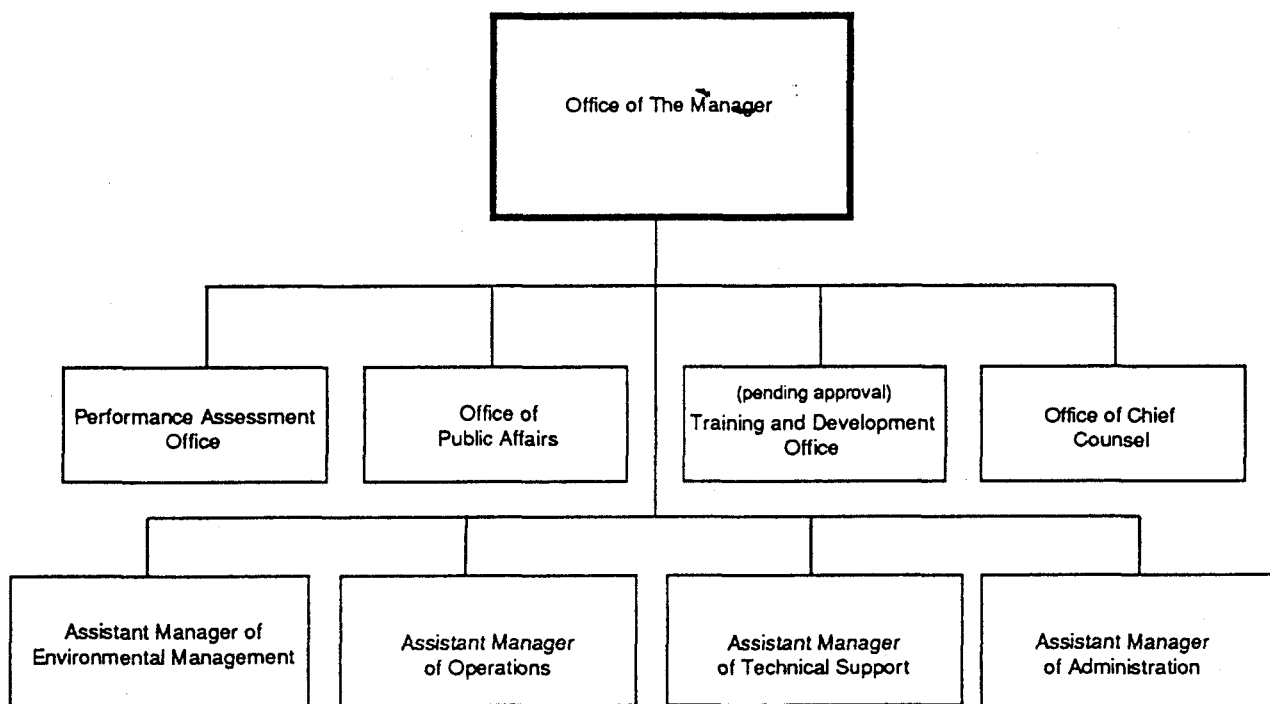 Office of The Manager
Performance Assessment
Office
Office of
Public Affairs
(pending approval)
Training and Development
Office
Office of Chief
Counsel
Assistant Manager of
Environmental Management
Assistant Manager
of Operations
Assistant Manager
of Technical Support
Assistant Manager
of Administration